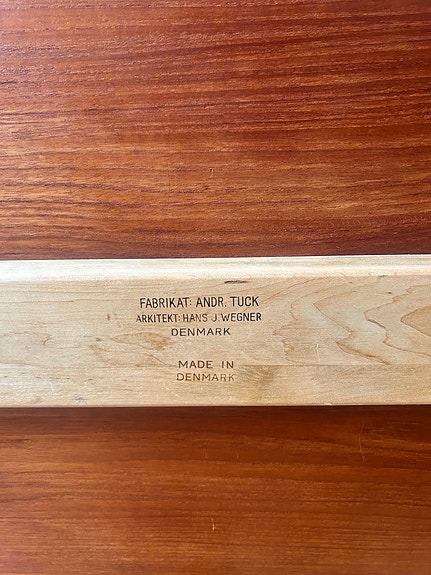 FABRIKAT: ANDR. TUCK
ARKITEKT: HANS J. WEGNER
DENMARK
MADE IN
DENMARK